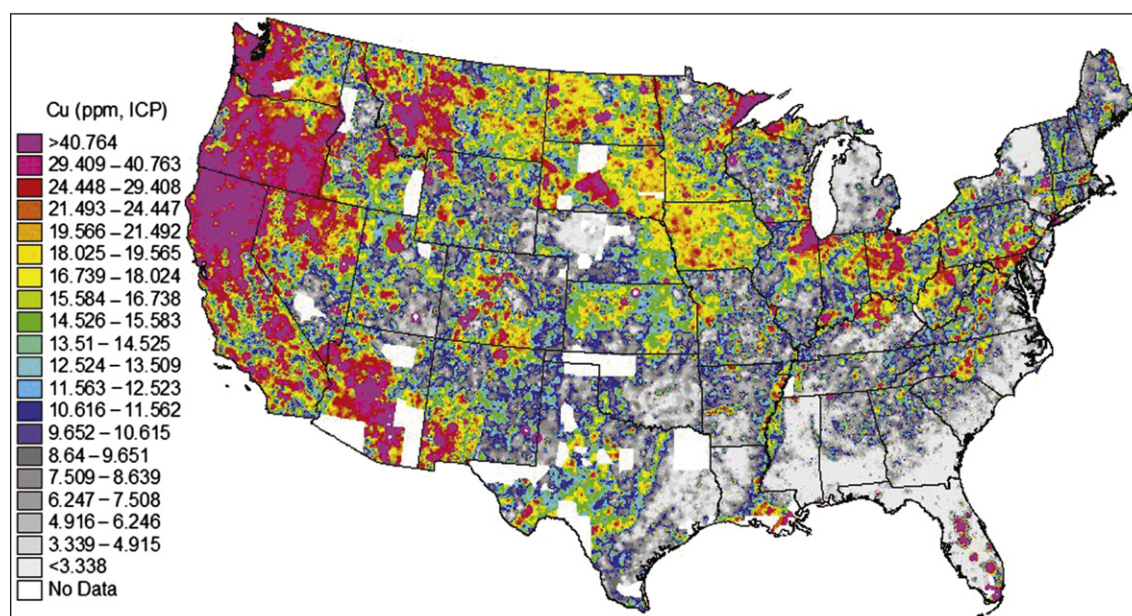 Cu (ppm, ICP)
>40.764
29.409 – 40.763
24.448 – 29.408
21.493 – 24.447
19.566 – 21.492
18.025 – 19.565
16.739 – 18.024
15.584 – 16.738
14.526 – 15.583
13.51 – 14.525
12.524 – 13.509
11.563 – 12.523
10.616 – 11.562
9.652 – 10.615
8.64 – 9.651
7.509 – 8.639
6.247 – 7.508
4.916 – 6.246
3.339 – 4.915
<3.338
No Data